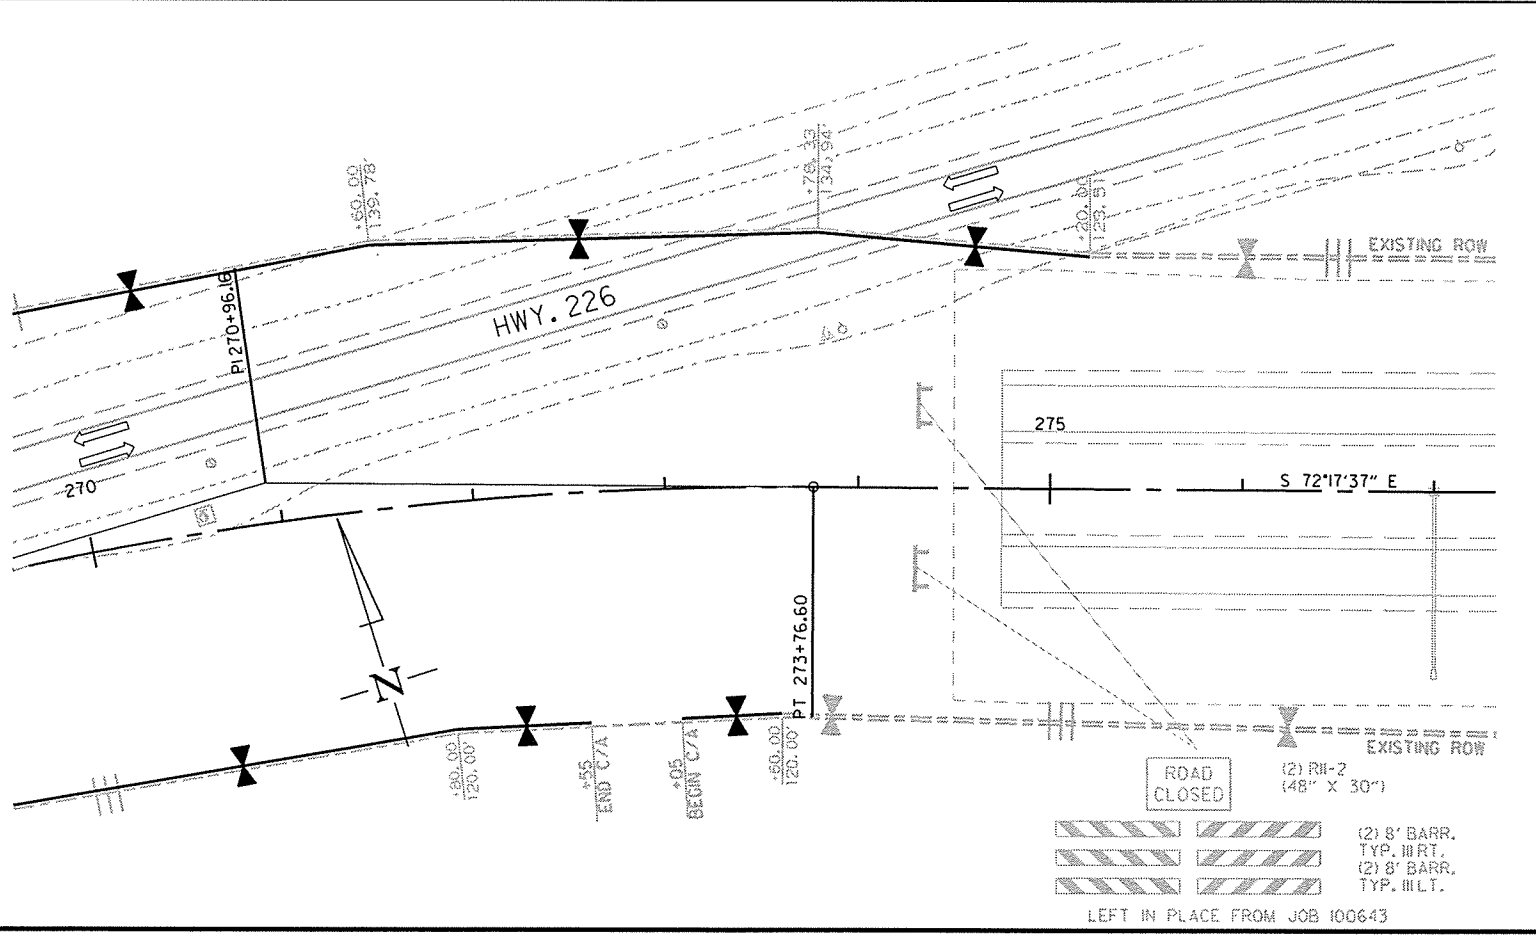 +60.00
139.78'
+78.33
134.94'
+20.00
123.51'
EXISTING ROW
PI 270+96.16
HWY. 226
275
270
S 72°17'37" E
PT 273+76.60
N
+80.00
120.00'
+55
END C/A
+05
BEGIN C/A
+60.00
120.00'
EXISTING ROW
ROAD
CLOSED
(2) R11-2
(48" X 30")
(2) 8' BARR.
TYP. III RT.
(2) 8' BARR.
TYP. III LT.
LEFT IN PLACE FROM JOB 100643